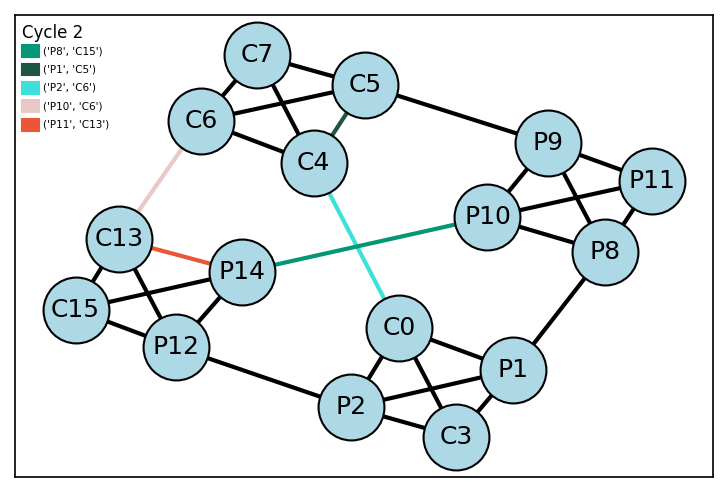 Cycle 2
('P8', 'C15')
('P1', 'C5')
('P2', 'C6')
('P10', 'C6')
('P11', 'C13')
C7
C5
C6
C4
P9
P11
P10
P8
C13
P14
C15
P12
C0
P1
P2
C3